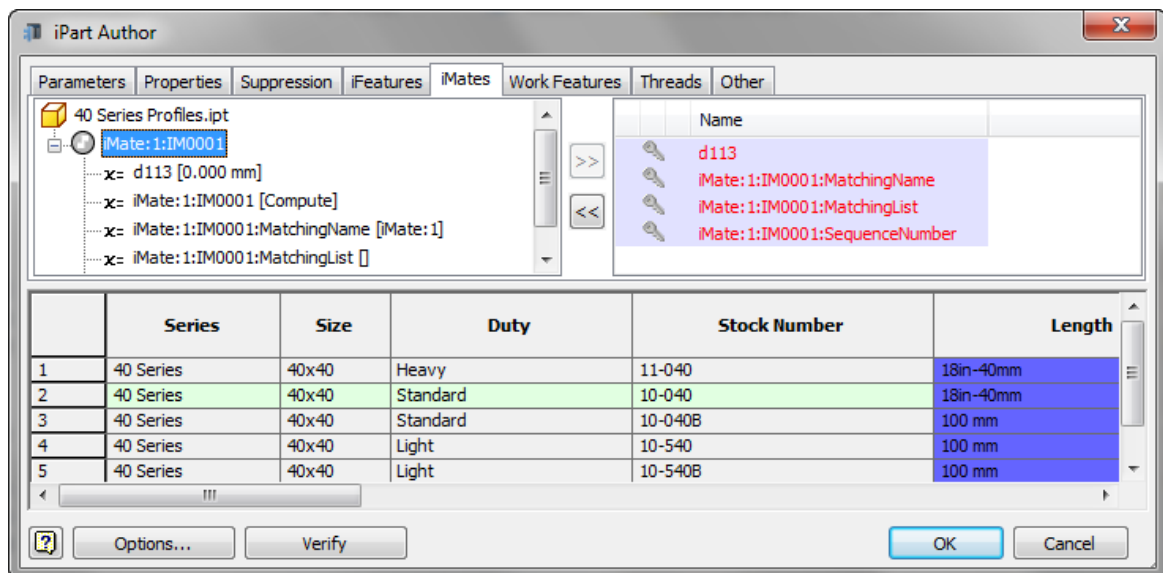 iPart Author
Parameters Properties Suppression iFeatures iMates Work Features Threads Other
40 Series Profiles.ipt
iMate:1:IM0001
x= d113 [0.000 mm]
x= iMate:1:IM0001 [Compute]
x= iMate:1:IM0001:MatchingName [iMate:1]
x= iMate:1:IM0001:MatchingList []
>>
<<
Name
d113
iMate:1:IM0001:MatchingName
iMate:1:IM0001:MatchingList
iMate:1:IM0001:SequenceNumber
Series Size Duty Stock Number Length
1 40 Series 40x40 Heavy 11-040 18in-40mm
2 40 Series 40x40 Standard 10-040 18in-40mm
3 40 Series 40x40 Standard 10-040B 100 mm
4 40 Series 40x40 Light 10-540 100 mm
5 40 Series 40x40 Light 10-540B 100 mm
? Options... Verify OK Cancel